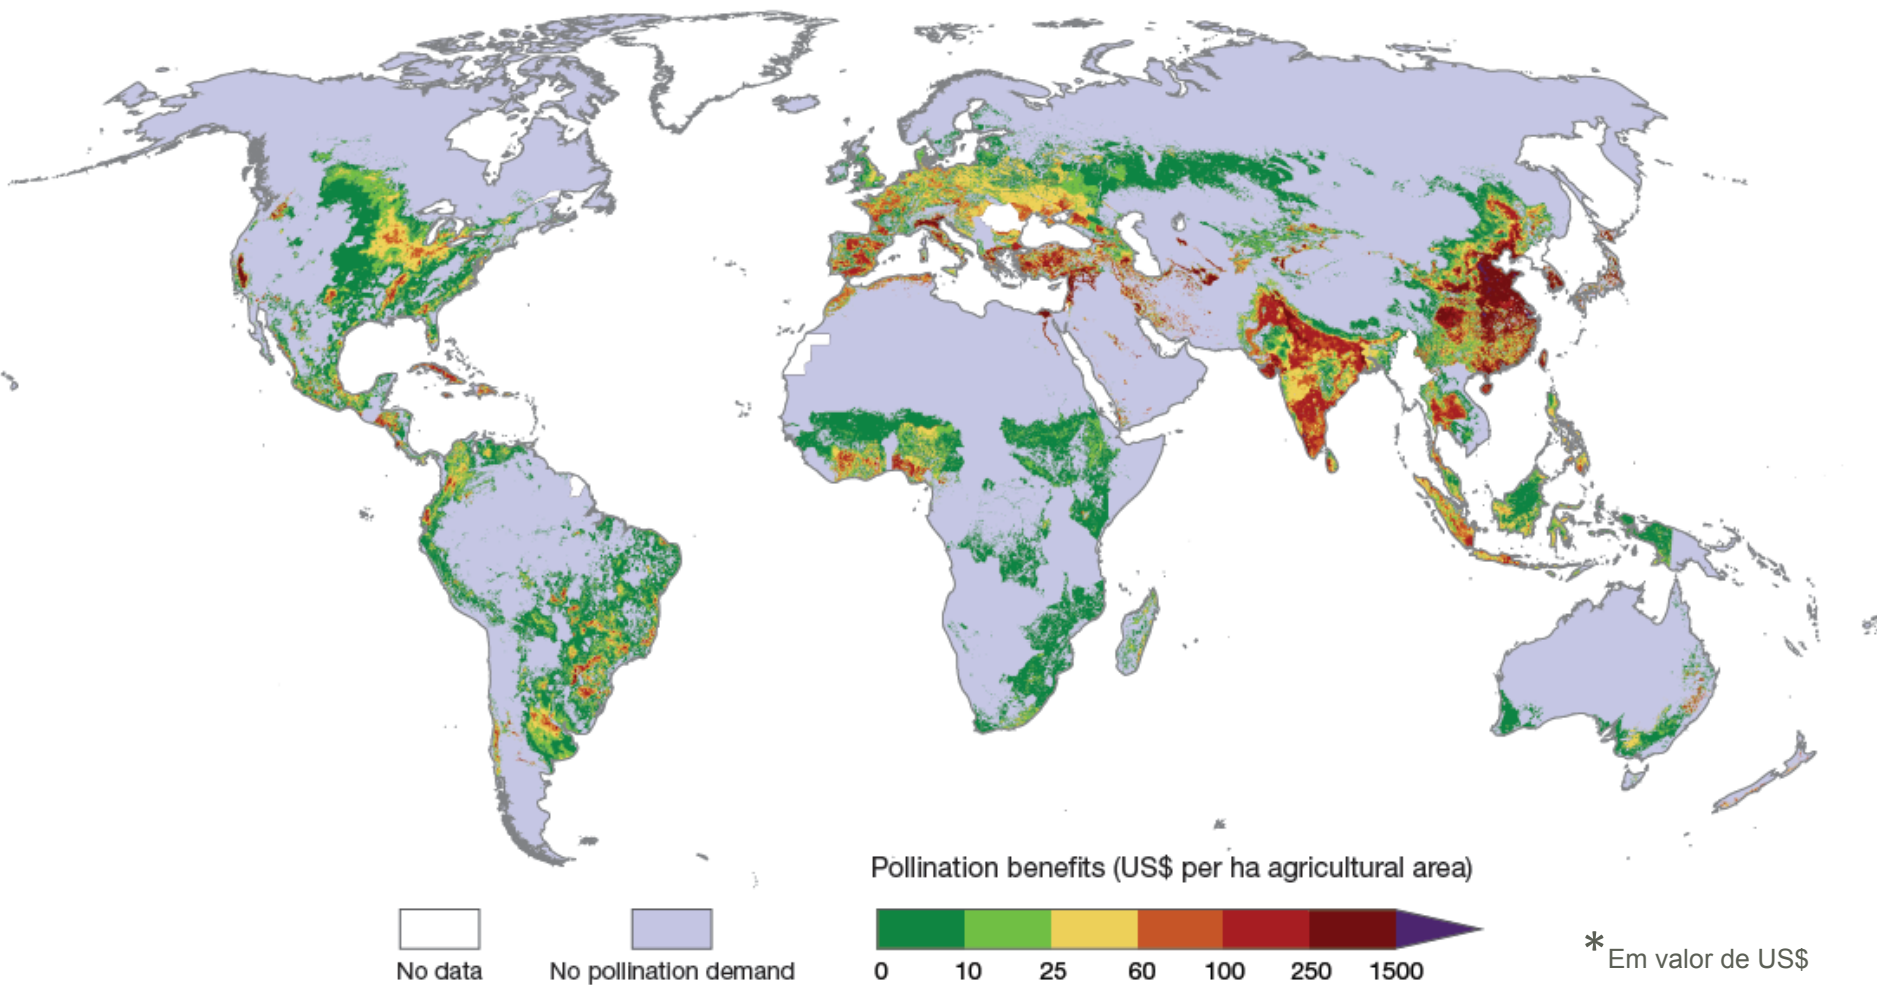 Pollination benefits (US$ per ha agricultural area)
No data
No pollination demand
0 10 25 60 100 250 1500
* Em valor de US$